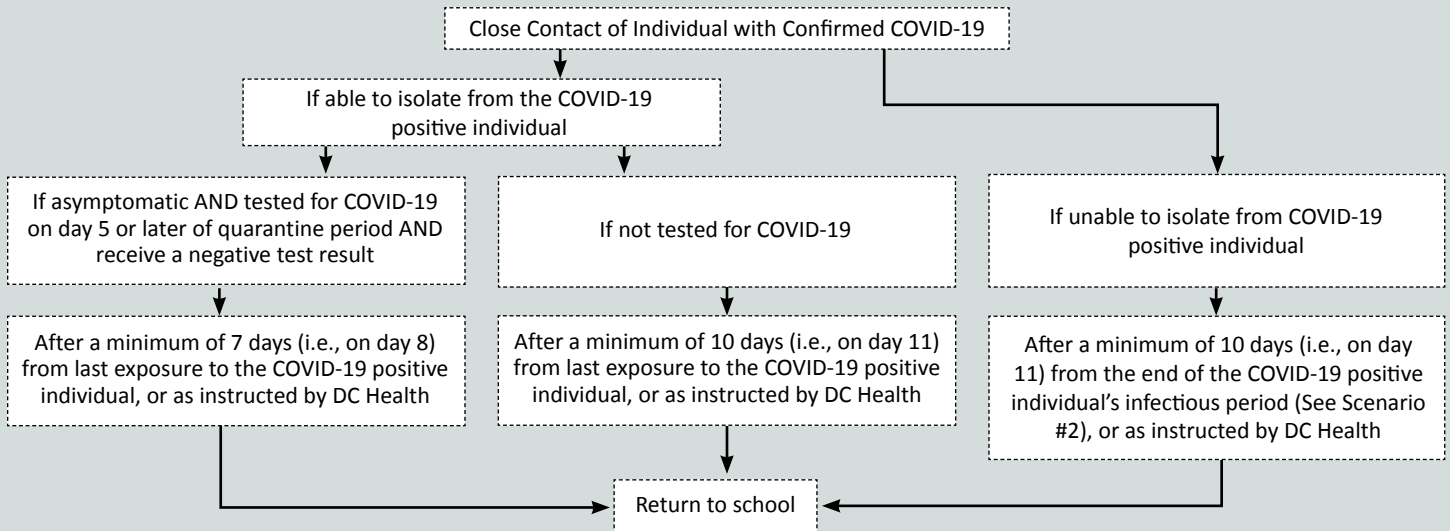 Close Contact of Individual with Confirmed COVID-19
If able to isolate from the COVID-19
positive individual
If asymptomatic AND tested for COVID-19
on day 5 or later of quarantine period AND
receive a negative test result
If not tested for COVID-19
If unable to isolate from COVID-19
positive individual
After a minimum of 7 days (i.e., on day 8)
from last exposure to the COVID-19 positive
individual, or as instructed by DC Health
After a minimum of 10 days (i.e., on day 11)
from last exposure to the COVID-19 positive
individual, or as instructed by DC Health
After a minimum of 10 days (i.e., on day
11) from the end of the COVID-19 positive
individual’s infectious period (See Scenario
#2), or as instructed by DC Health
Return to school